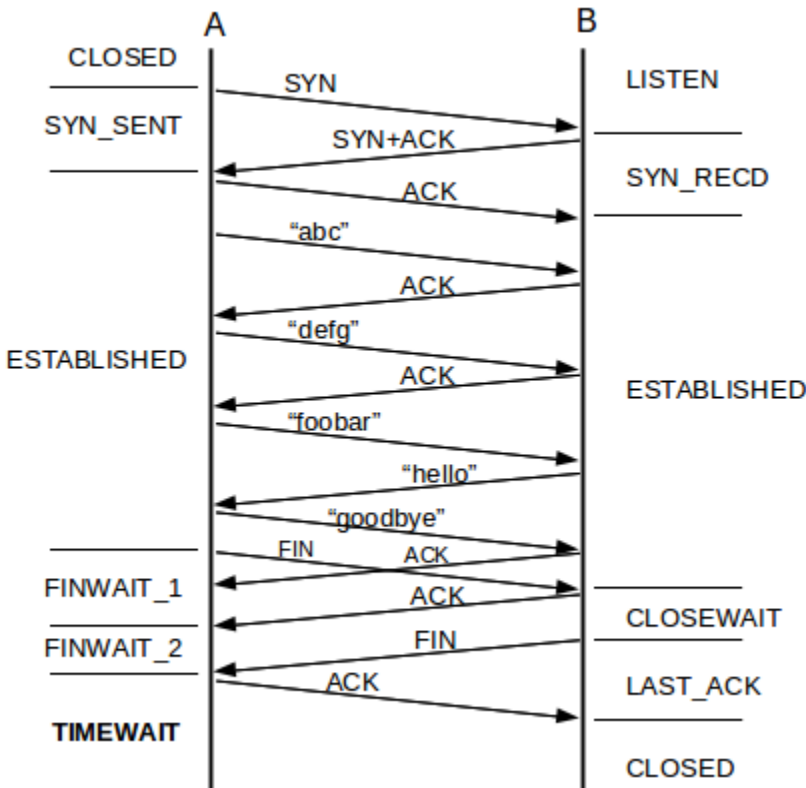 A
B
CLOSED
LISTEN
SYN
SYN_SENT
SYN+ACK
SYN_RECD
ACK
“abc”
ACK
“defg”
ESTABLISHED
ACK
ESTABLISHED
“foobar”
“hello”
“goodbye”
FIN
ACK
FINWAIT_1
ACK
CLOSEWAIT
FINWAIT_2
FIN
ACK
LAST_ACK
TIMEWAIT
CLOSED